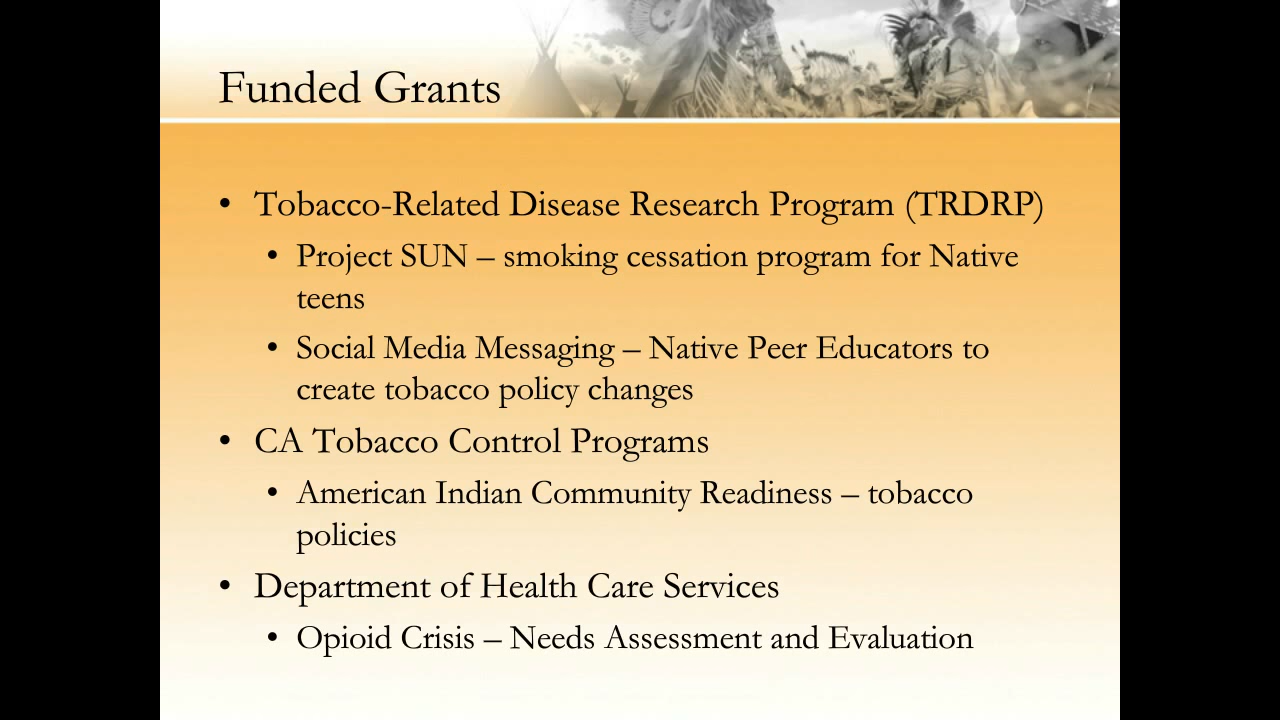 Funded Grants
• Tobacco-Related Disease Research Program (TRDRP)
• Project SUN – smoking cessation program for Native
teens
• Social Media Messaging – Native Peer Educators to
create tobacco policy changes
• CA Tobacco Control Programs
• American Indian Community Readiness – tobacco
policies
• Department of Health Care Services
• Opioid Crisis – Needs Assessment and Evaluation